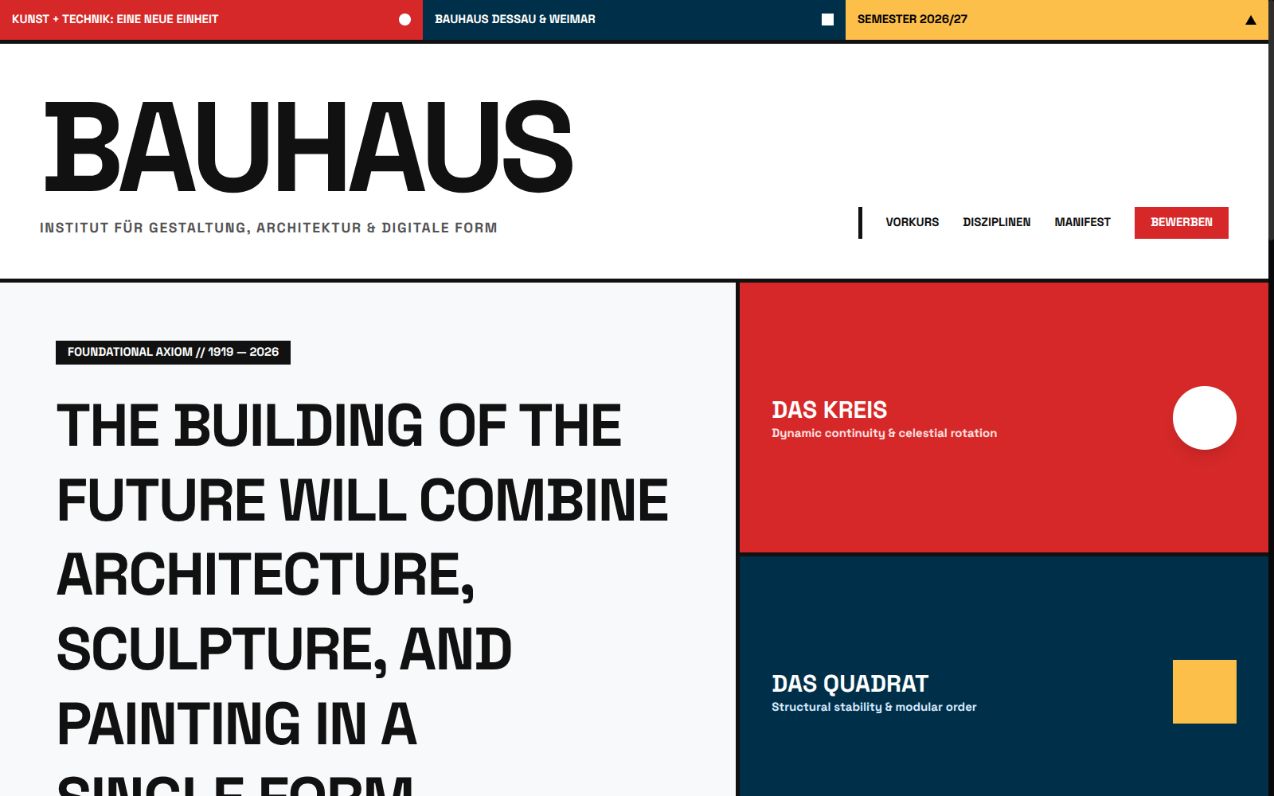 KUNST + TECHNIK: EINE NEUE EINHEIT
BAUHAUS DESSAU & WEIMAR
SEMESTER 2026/27
BAUHAUS
INSTITUT FÜR GESTALTUNG, ARCHITEKTUR & DIGITALE FORM
VORKURS
DISZIPLINEN
MANIFEST
BEWERBEN
FOUNDATIONAL AXIOM // 1919 — 2026
THE BUILDING OF THE
FUTURE WILL COMBINE
ARCHITECTURE,
SCULPTURE, AND
PAINTING IN A
SINGLE FORM
DAS KREIS
Dynamic continuity & celestial rotation
DAS QUADRAT
Structural stability & modular order